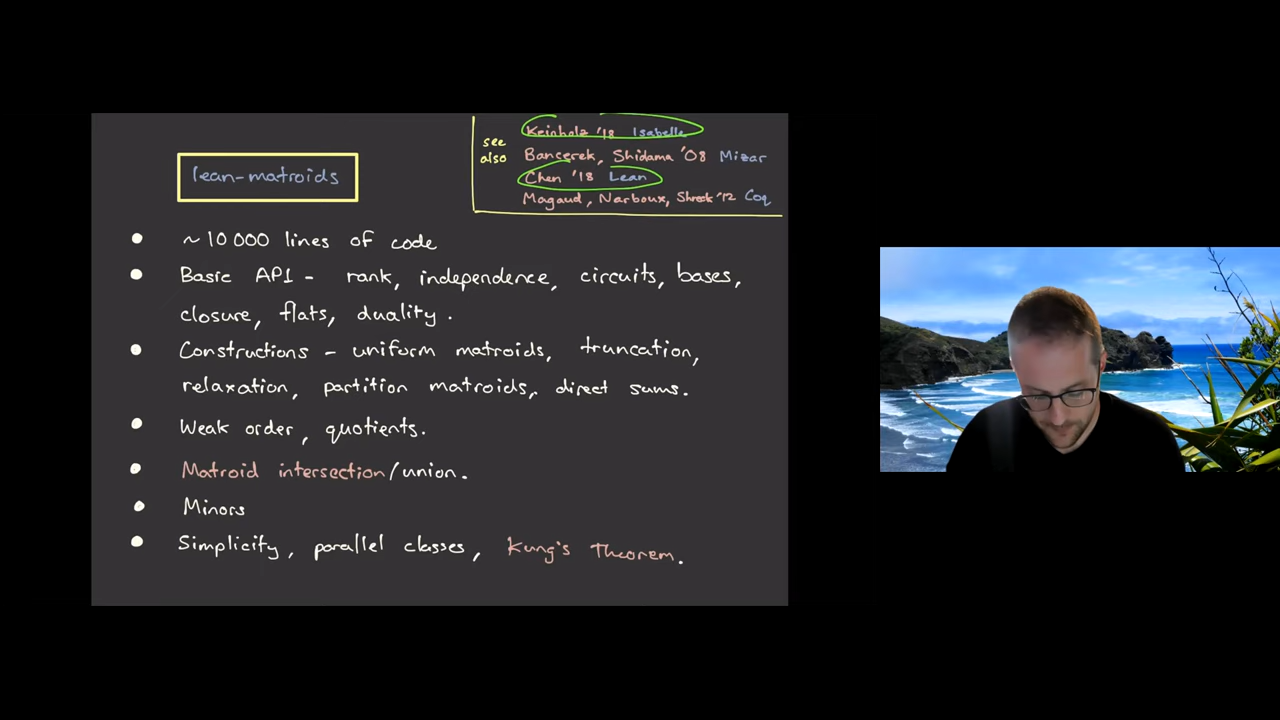 see also
Keinholz '18 Isabelle
Bancerek, Shidama '08 Mizar
Chen '18 Lean
Magaud, Narboux, Shreck '12 Coq
lean-matroids
• ~10 000 lines of code
• Basic API - rank, independence, circuits, bases,
closure, flats, duality.
• Constructions - uniform matroids, truncation,
relaxation, partition matroids, direct sums.
• Weak order, quotients.
• Matroid intersection/union.
• Minors
• Simplicity, parallel classes, Kung's Theorem.